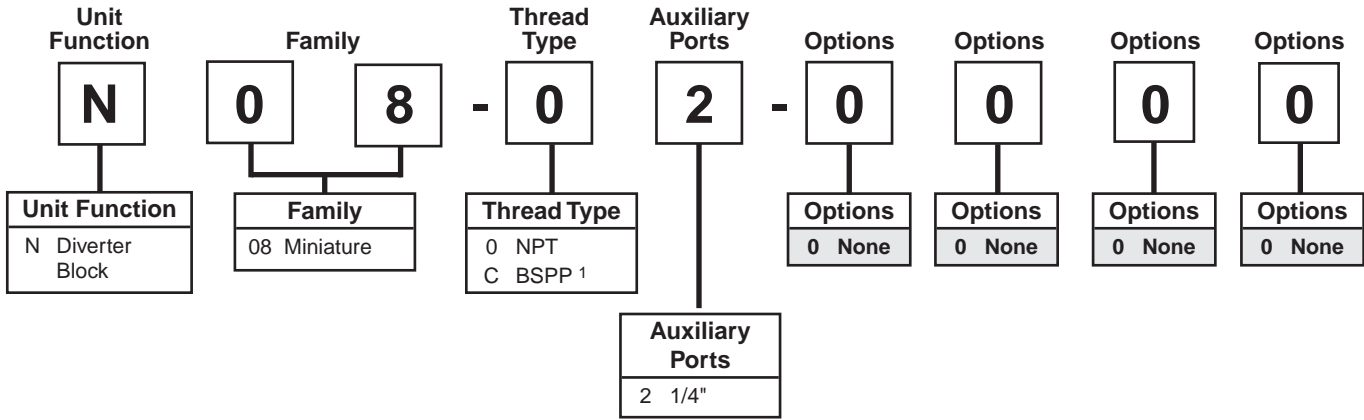 Unit Function
Family
Thread Type
Auxiliary Ports
Options
Options
Options
Options
N 0 8 - 0 2 - 0 0 0 0
Unit Function
N Diverter
Block
Family
08 Miniature
Thread Type
0 NPT
C BSPP 1
Options
0 None
Options
0 None
Options
0 None
Options
0 None
Auxiliary
Ports
2 1/4"